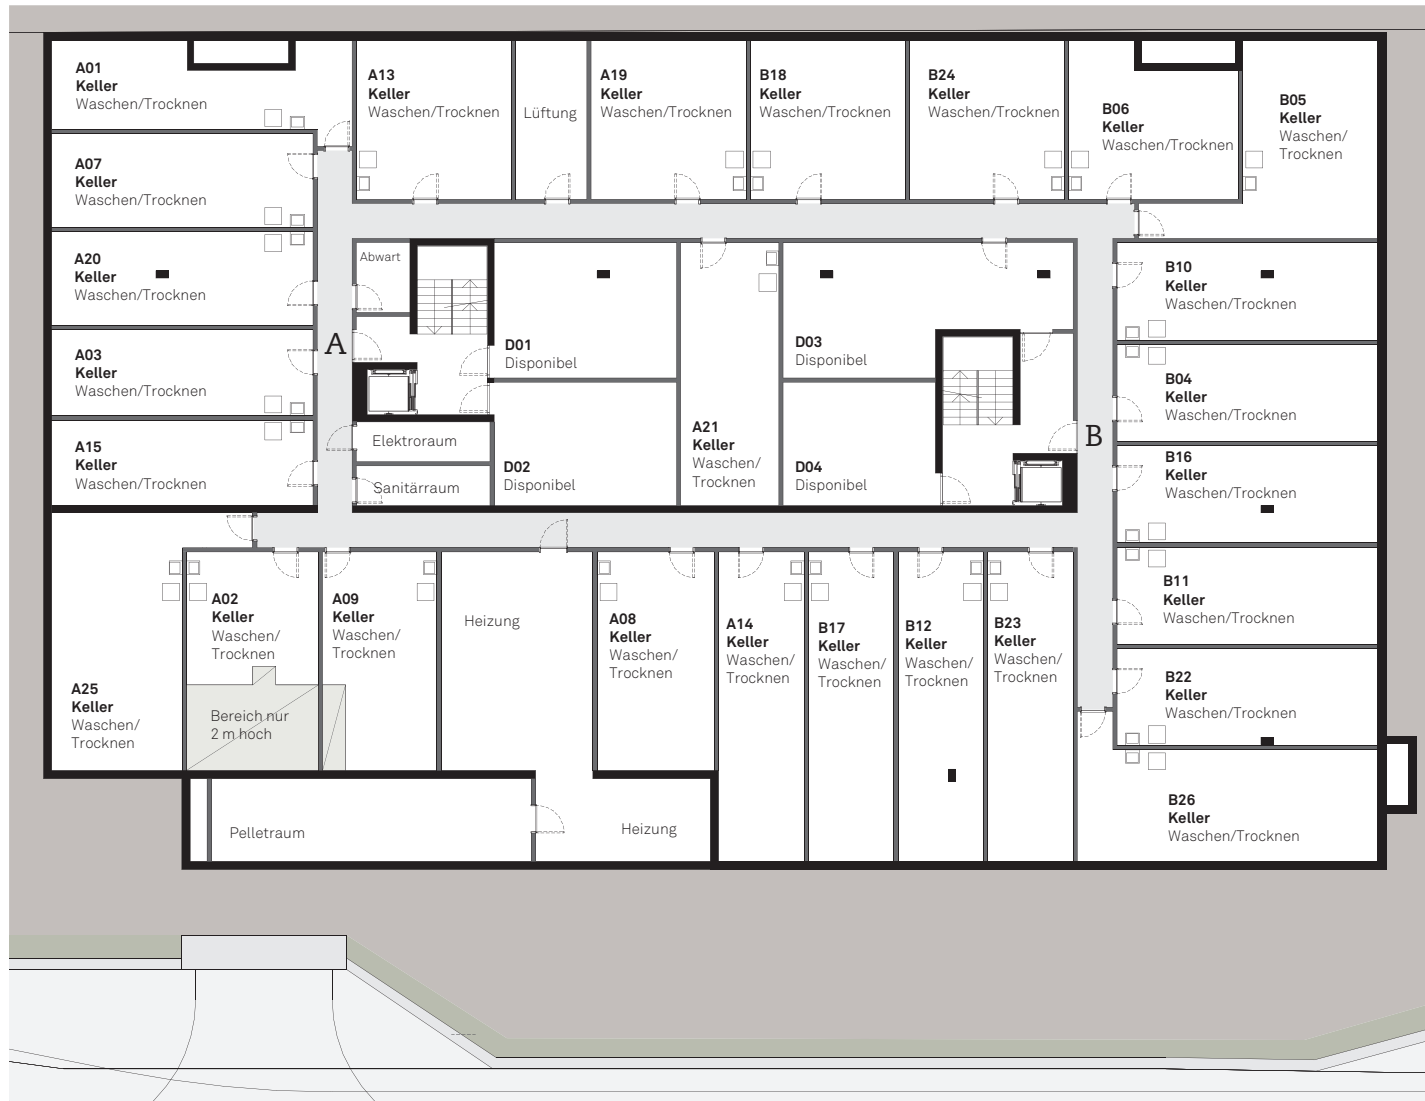 A01
Keller
Waschen/Trocknen
A13
Keller
Waschen/Trocknen
Lüftung
A19
Keller
Waschen/Trocknen
B18
Keller
Waschen/Trocknen
B24
Keller
Waschen/Trocknen
B06
Keller
Waschen/Trocknen
B05
Keller
Waschen/
Trocknen
A07
Keller
Waschen/Trocknen
A20
Keller
Waschen/Trocknen
Abwart
B10
Keller
Waschen/Trocknen
A
D01
Disponibel
D03
Disponibel
A03
Keller
Waschen/Trocknen
B04
Keller
Waschen/Trocknen
A15
Keller
Waschen/Trocknen
Elektroraum
Sanitärraum
D02
Disponibel
A21
Keller
Waschen/
Trocknen
D04
Disponibel
B
B16
Keller
Waschen/Trocknen
A25
Keller
Waschen/
Trocknen
A02
Keller
Waschen/
Trocknen
Bereich nur
2 m hoch
A09
Keller
Waschen/
Trocknen
Heizung
A08
Keller
Waschen/
Trocknen
A14
Keller
Waschen/
Trocknen
B17
Keller
Waschen/
Trocknen
B12
Keller
Waschen/
Trocknen
B23
Keller
Waschen/
Trocknen
B11
Keller
Waschen/Trocknen
B22
Keller
Waschen/Trocknen
Pelletraum
Heizung
B26
Keller
Waschen/Trocknen